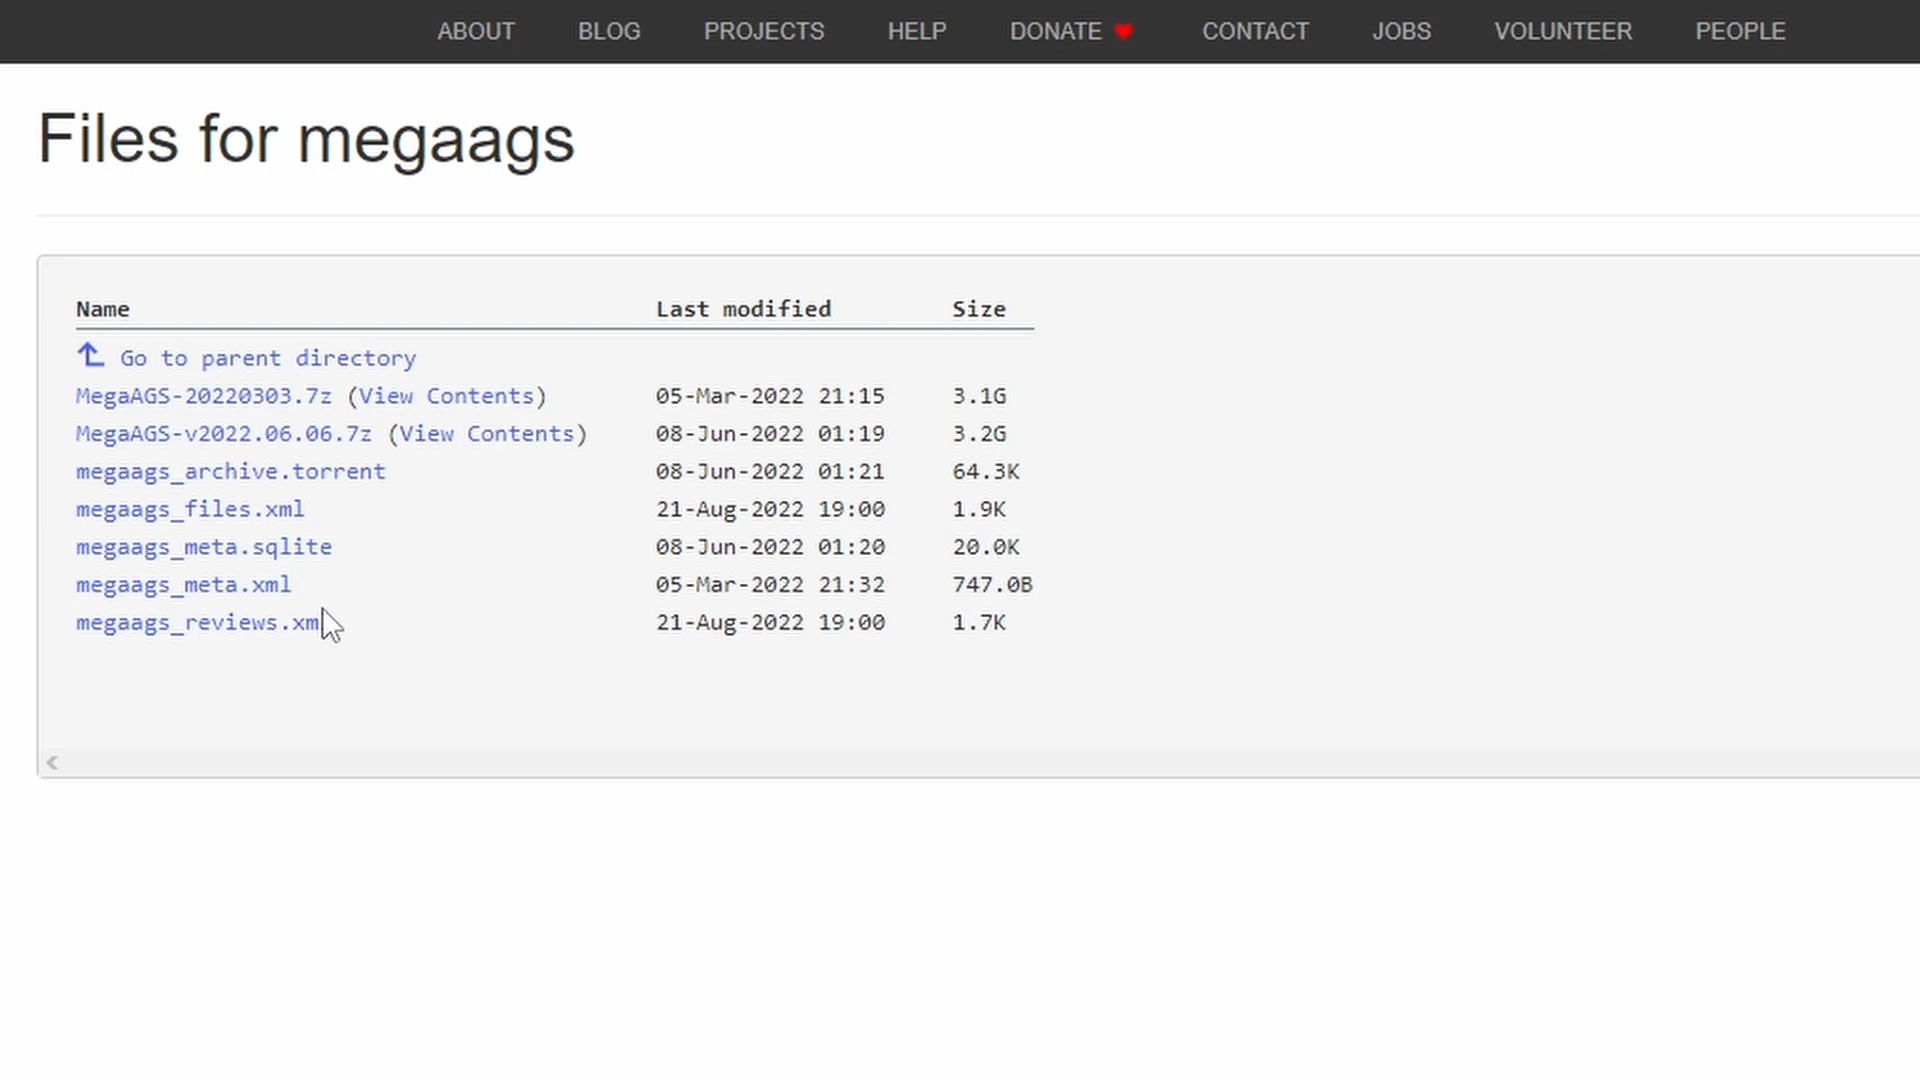 ABOUT BLOG PROJECTS HELP DONATE CONTACT JOBS VOLUNTEER PEOPLE
Files for megaags
Name Last modified Size
Go to parent directory
MegaAGS-20220303.7z (View Contents) 05-Mar-2022 21:15 3.1G
MegaAGS-v2022.06.06.7z (View Contents) 08-Jun-2022 01:19 3.2G
megaags_archive.torrent 08-Jun-2022 01:21 64.3K
megaags_files.xml 21-Aug-2022 19:00 1.9K
megaags_meta.sqlite 08-Jun-2022 01:20 20.0K
megaags_meta.xml 05-Mar-2022 21:32 747.0B
megaags_reviews.xml 21-Aug-2022 19:00 1.7K